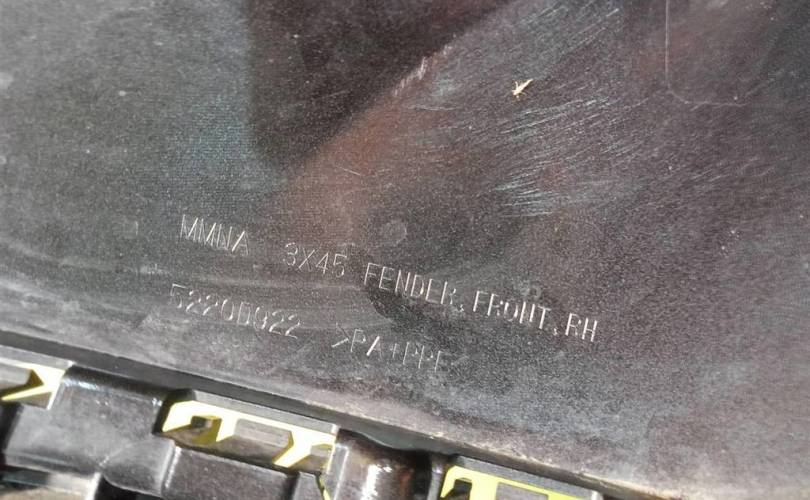 MMNA 3X45 FENDER,FRONT,RH
5220D922 >PA+PPE